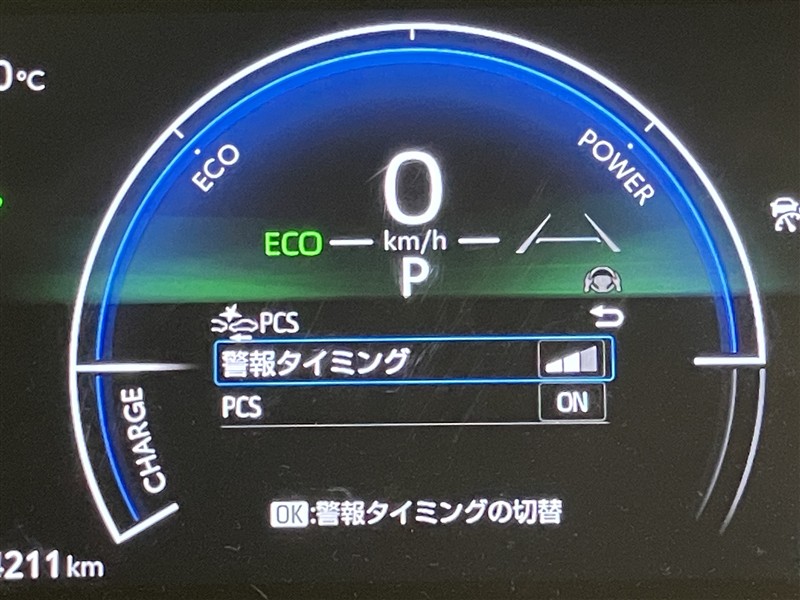 0°C
ECO
POWER
0
ECO km/h
P
PCS
警報タイミング
PCS ON
CHARGE
OK:警報タイミングの切替
4211km